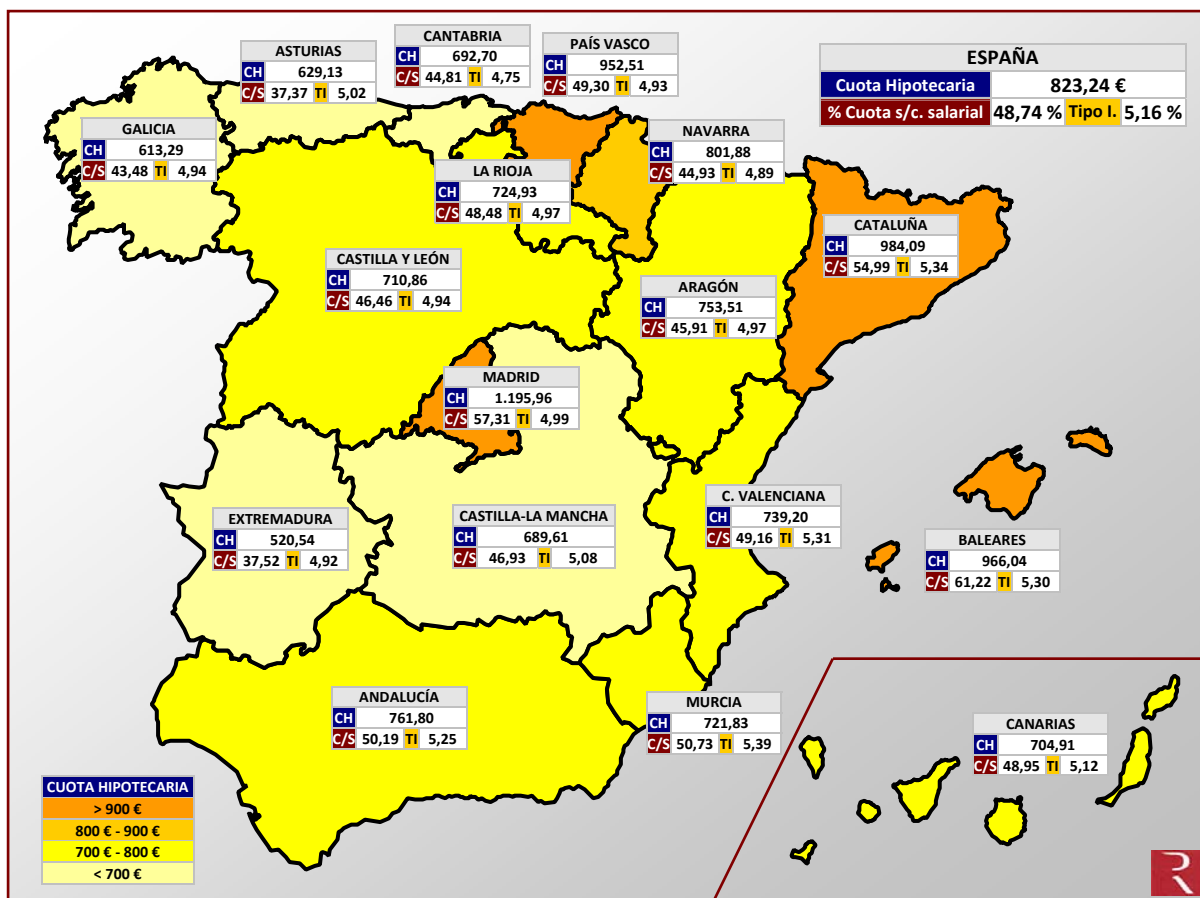 ASTURIAS
CH 629,13
C/S 37,37 TI 5,02
CANTABRIA
CH 692,70
C/S 44,81 TI 4,75
PAÍS VASCO
CH 952,51
C/S 49,30 TI 4,93
ESPAÑA
Cuota Hipotecaria 823,24 €
% Cuota s/c. salarial 48,74 % Tipo I. 5,16 %
GALICIA
CH 613,29
C/S 43,48 TI 4,94
NAVARRA
CH 801,88
C/S 44,93 TI 4,89
LA RIOJA
CH 724,93
C/S 48,48 TI 4,97
CATALUÑA
CH 984,09
C/S 54,99 TI 5,34
CASTILLA Y LEÓN
CH 710,86
C/S 46,46 TI 4,94
ARAGÓN
CH 753,51
C/S 45,91 TI 4,97
MADRID
CH 1.195,96
C/S 57,31 TI 4,99
EXTREMADURA
CH 520,54
C/S 37,52 TI 4,92
CASTILLA-LA MANCHA
CH 689,61
C/S 46,93 TI 5,08
C. VALENCIANA
CH 739,20
C/S 49,16 TI 5,31
BALEARES
CH 966,04
C/S 61,22 TI 5,30
ANDALUCÍA
CH 761,80
C/S 50,19 TI 5,25
MURCIA
CH 721,83
C/S 50,73 TI 5,39
CANARIAS
CH 704,91
C/S 48,95 TI 5,12
CUOTA HIPOTECARIA
> 900 €
800 € - 900 €
700 € - 800 €
< 700 €
R